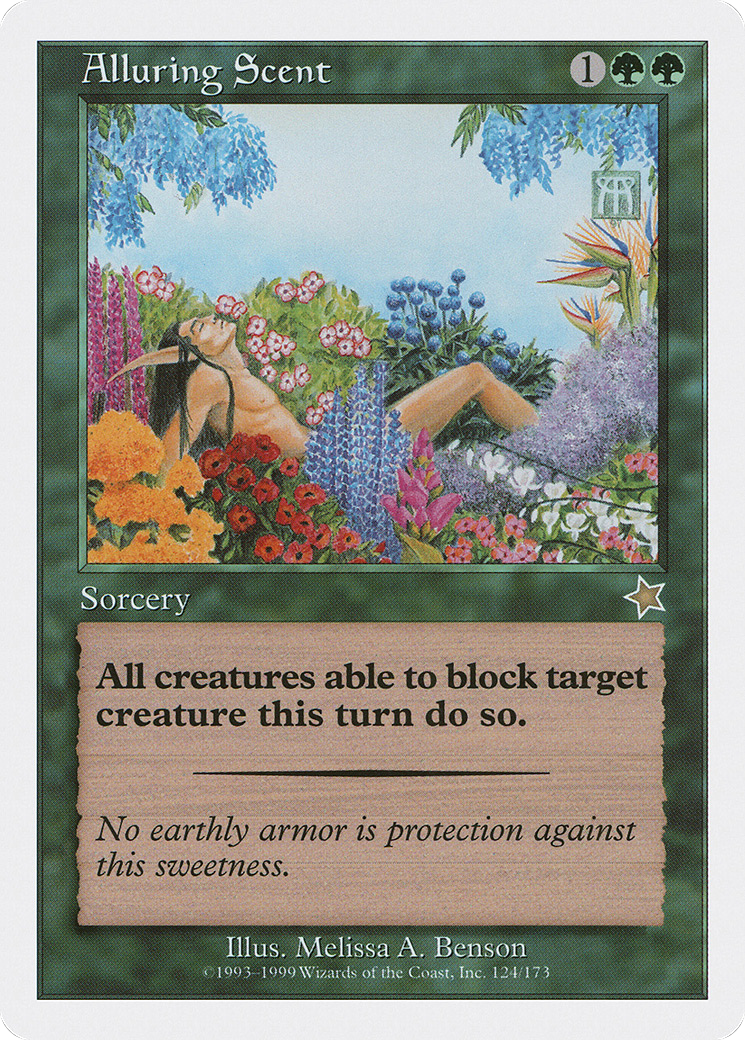 Alluring Scent
1
Sorcery
All creatures able to block target
creature this turn do so.
No earthly armor is protection against
this sweetness.
Illus. Melissa A. Benson
©1993–1999 Wizards of the Coast, Inc. 124/173